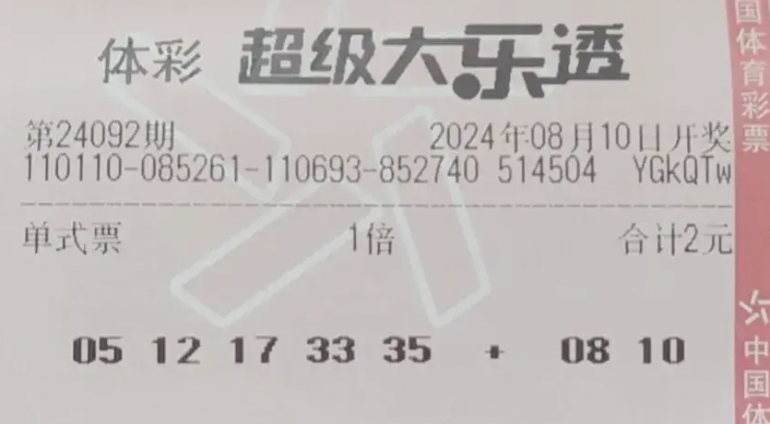 体彩 超级大乐透
第24092期 2024年08月10日开奖
110110-085261-110693-852740 514504 YGkQTw
单式票 1倍 合计2元
05 12 17 33 35 + 08 10
国体育彩票
中国体